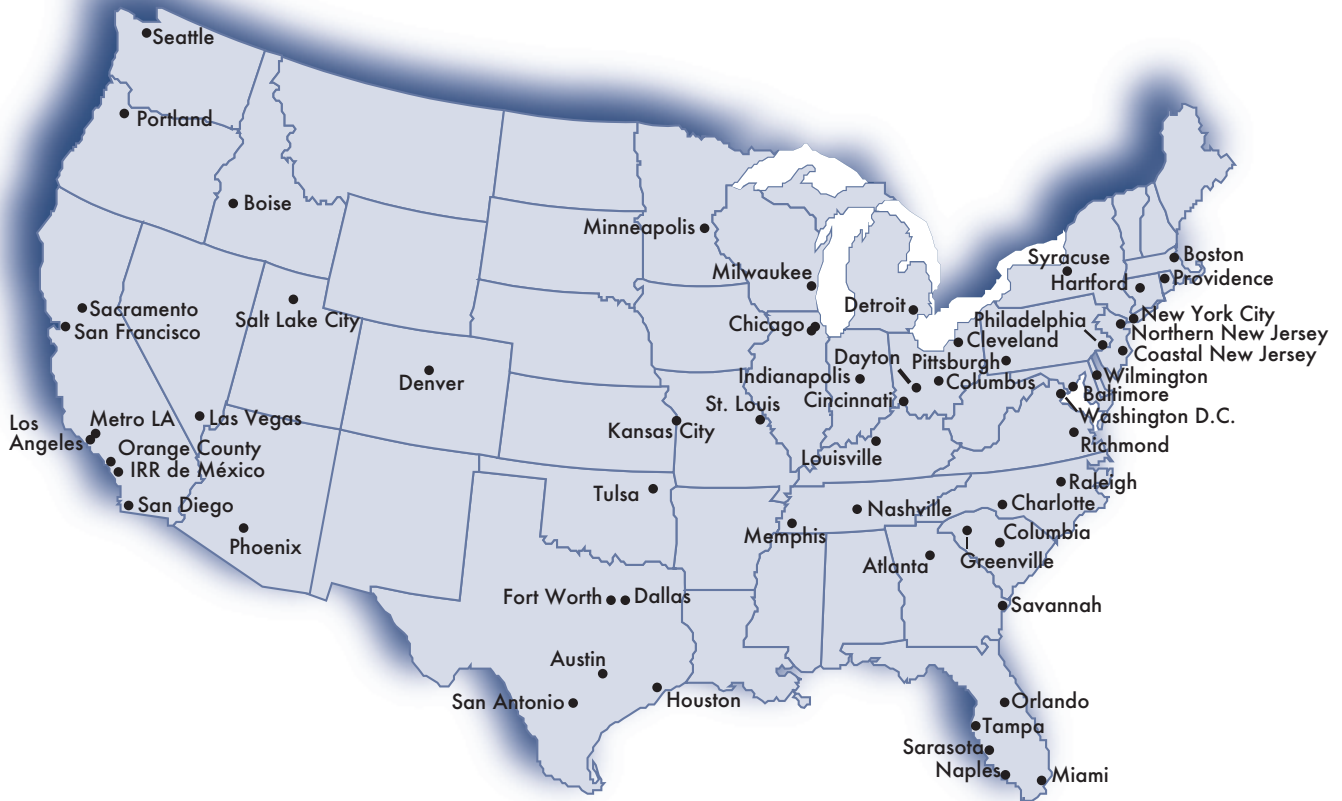 Seattle
Portland
Boise
Minneapolis
Milwaukee
Syracuse
Boston
Hartford
Providence
Detroit
Sacramento
San Francisco
Salt Lake City
Chicago
Philadelphia
New York City
Northern New Jersey
Cleveland
Coastal New Jersey
Dayton
Pittsburgh
Denver
Indianapolis
Columbus
Wilmington
Baltimore
Cincinnati
St. Louis
Washington D.C.
Metro LA
Las Vegas
Los
Angeles
Kansas City
Richmond
Orange County
Louisville
IRR de México
Raleigh
Tulsa
San Diego
Nashville
Charlotte
Phoenix
Memphis
Columbia
Greenville
Atlanta
Fort Worth
Dallas
Savannah
Austin
San Antonio
Houston
Orlando
Tampa
Sarasota
Naples
Miami